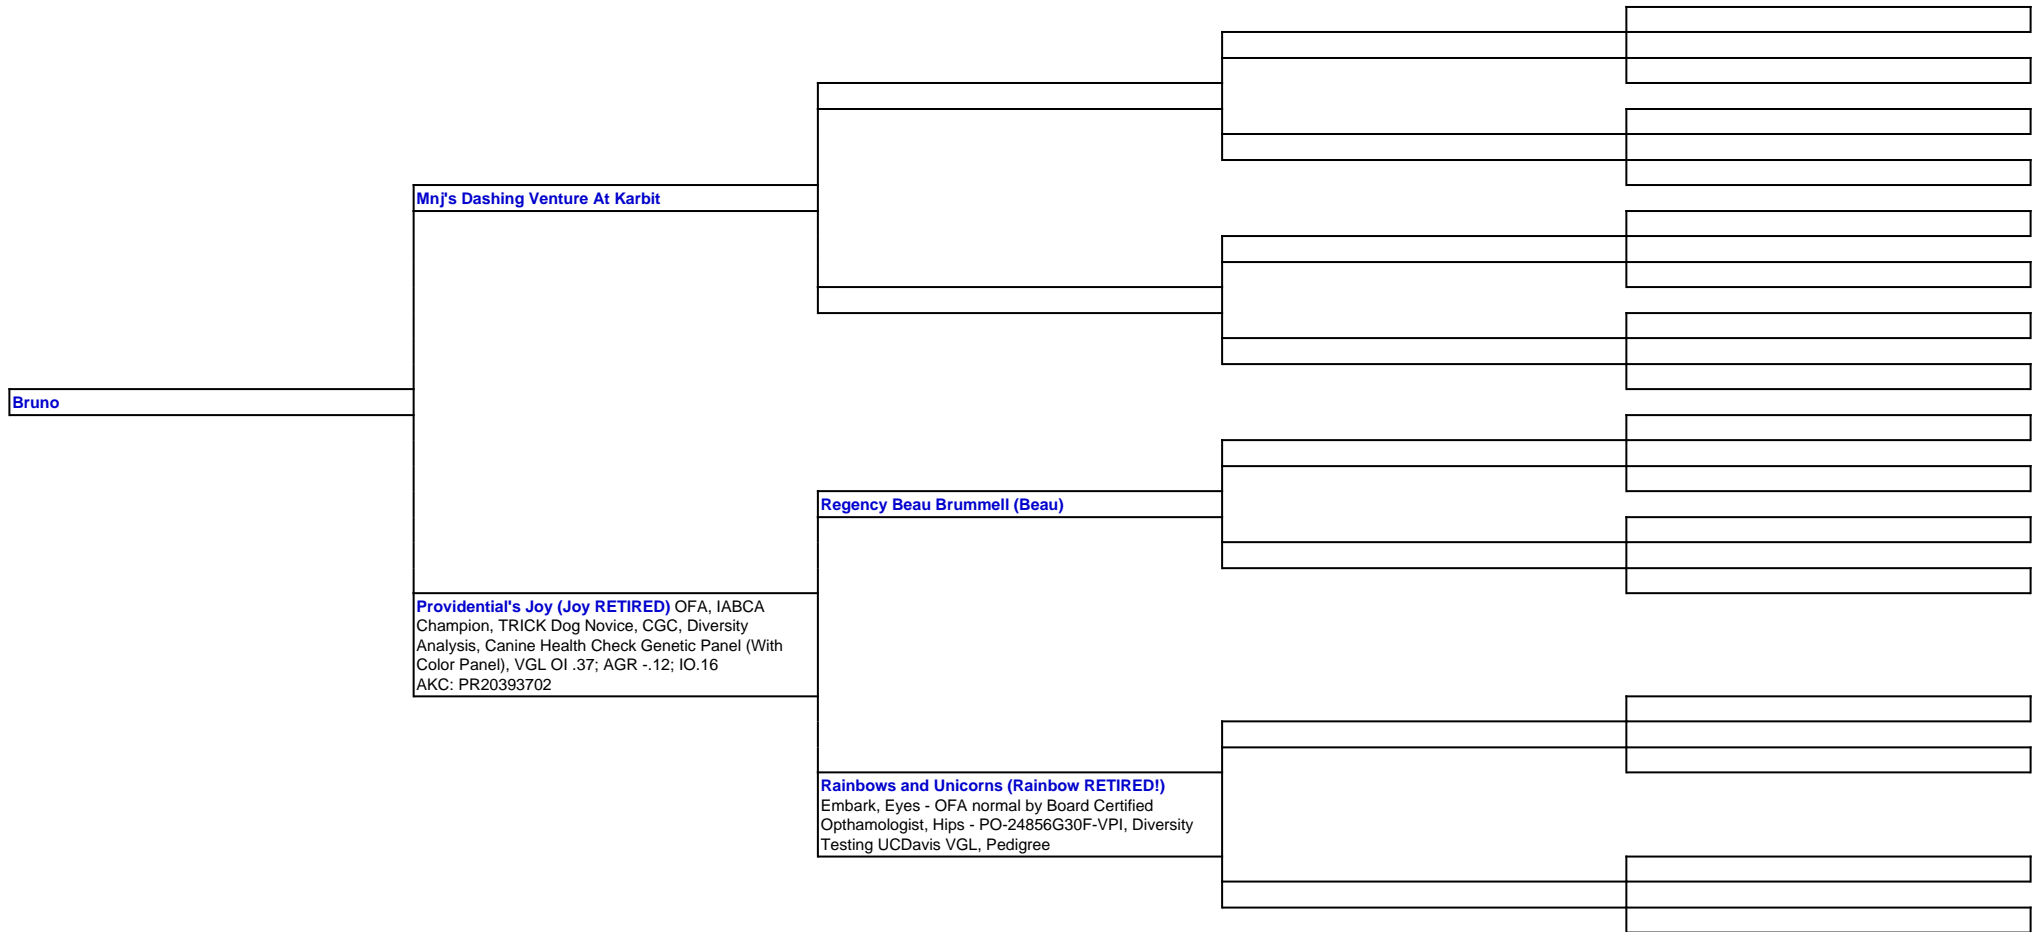 Mnj's Dashing Venture At Karbit
Bruno
Regency Beau Brummell (Beau)
Providential's Joy (Joy RETIRED) OFA, IABCA
Champion, TRICK Dog Novice, CGC, Diversity
Analysis, Canine Health Check Genetic Panel (With
Color Panel), VGL OI .37; AGR -.12; IO.16
AKC: PR20393702
Rainbows and Unicorns (Rainbow RETIRED!)
Embark, Eyes - OFA normal by Board Certified
Opthamologist, Hips - PO-24856G30F-VPI, Diversity
Testing UCDavis VGL, Pedigree